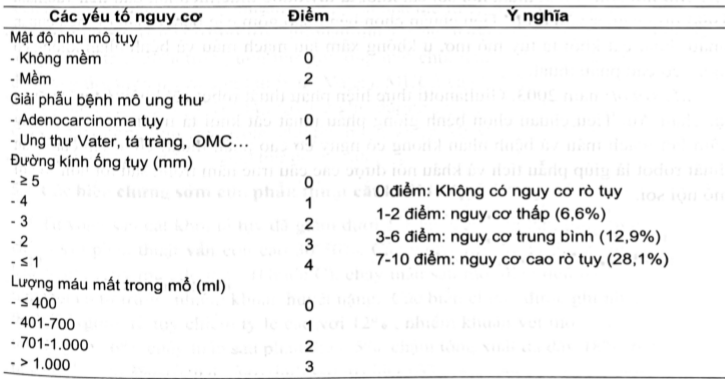 Các yếu tố nguy cơ Điểm Ý nghĩa
Mật độ nhu mô tụy
- Không mềm 0
- Mềm 2
Giải phẫu bệnh mô ung thư
- Adenocarcinoma tụy 0
- Ung thư Vater, tá tràng, OMC... 1
Đường kính ống tụy (mm)
- ≥ 5 0
- 4 1
- 3 2
- 2 3
- ≤ 1 4
0 điểm: Không có nguy cơ rò tụy
1-2 điểm: nguy cơ thấp (6,6%)
3-6 điểm: nguy cơ trung bình (12,9%)
7-10 điểm: nguy cơ cao rò tụy (28,1%)
Lượng máu mất trong mổ (ml)
- ≤ 400 0
- 401-700 1
- 701-1.000 2
- > 1.000 3